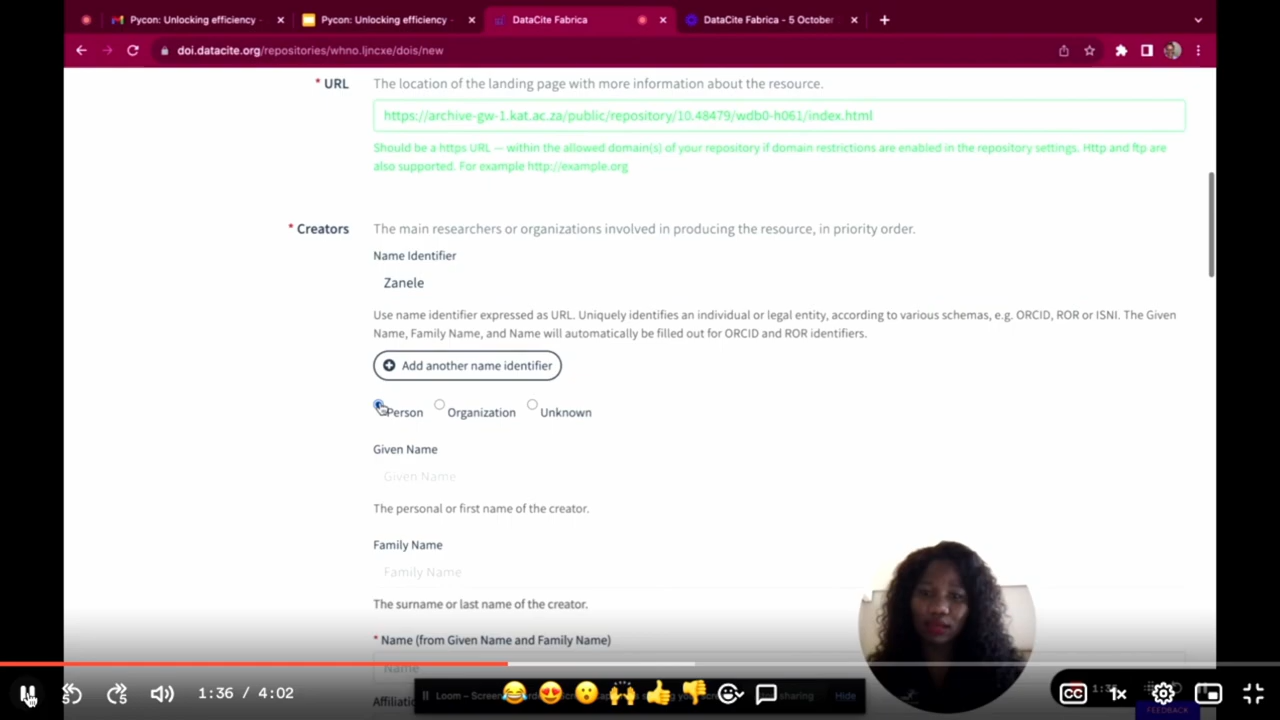 Pycon: Unlocking efficiency
Pycon: Unlocking efficiency -
DataCite Fabrica
DataCite Fabrica - 5 October
doi.datacite.org/repositories/whno.ljncxe/dois/new
* URL
The location of the landing page with more information about the resource.
https://archive-gw-1.kat.ac.za/public/repository/10.48479/wdb0-h061/index.html
Should be a https URL — within the allowed domain(s) of your repository if domain restrictions are enabled in the repository settings. Http and ftp are
also supported. For example http://example.org
* Creators
The main researchers or organizations involved in producing the resource, in priority order.
Name Identifier
Zanele
Use name identifier expressed as URL. Uniquely identifies an individual or legal entity, according to various schemas, e.g. ORCID, ROR or ISNI. The Given
Name, Family Name, and Name will automatically be filled out for ORCID and ROR identifiers.
Add another name identifier
Person
Organization
Unknown
Given Name
Given Name
The personal or first name of the creator.
Family Name
Family Name
The surname or last name of the creator.
* Name (from Given Name and Family Name)
Name
1:36 / 4:02
Loom – Screen
sharing
Hide
CC
1x
FEEDBACK